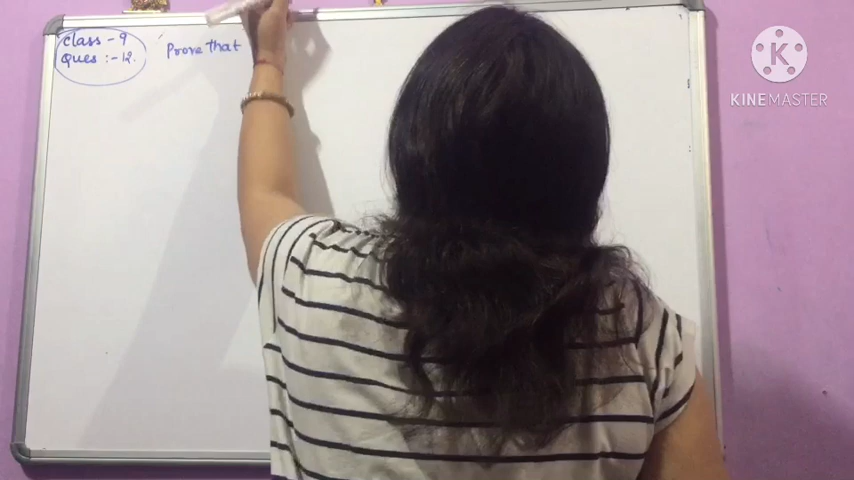 class - 9
Ques :- 12.
Prove that
K
KINEMASTER